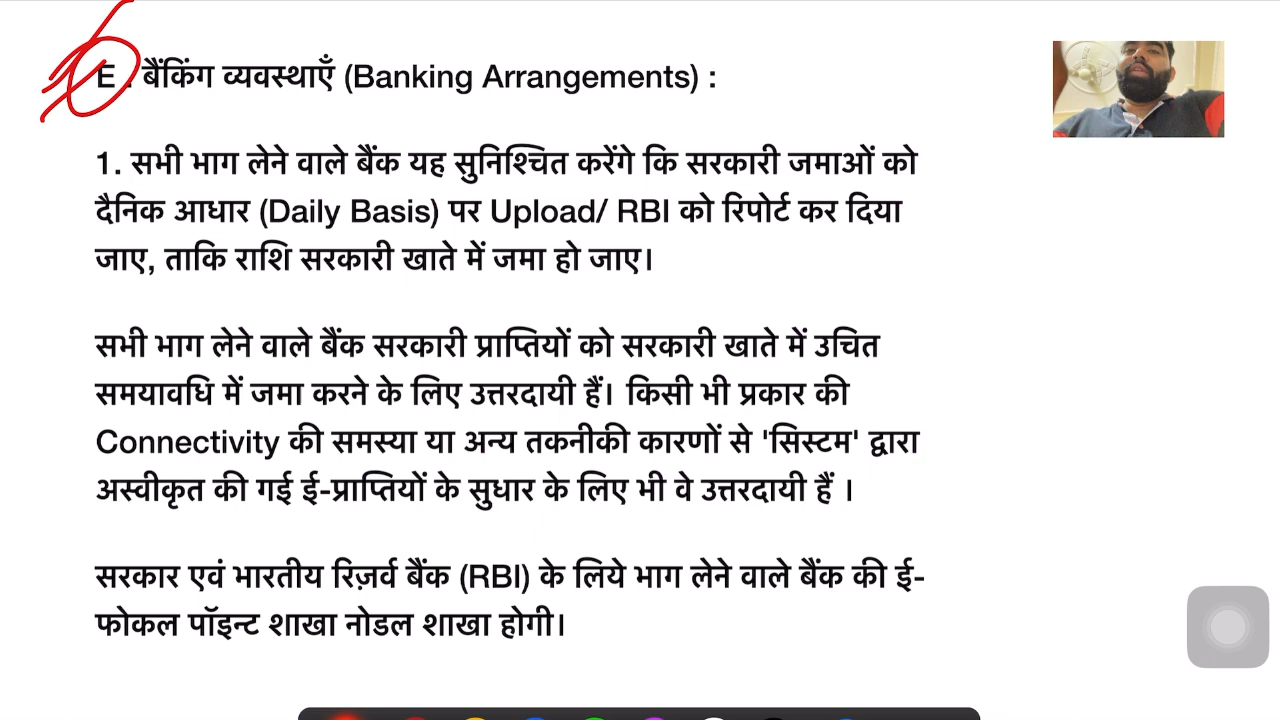 E . बैंकिंग व्यवस्थाएँ (Banking Arrangements) :
1. सभी भाग लेने वाले बैंक यह सुनिश्चित करेंगे कि सरकारी जमाओं को
दैनिक आधार (Daily Basis) पर Upload/ RBI को रिपोर्ट कर दिया
जाए, ताकि राशि सरकारी खाते में जमा हो जाए।
सभी भाग लेने वाले बैंक सरकारी प्राप्तियों को सरकारी खाते में उचित
समयावधि में जमा करने के लिए उत्तरदायी हैं। किसी भी प्रकार की
Connectivity की समस्या या अन्य तकनीकी कारणों से 'सिस्टम' द्वारा
अस्वीकृत की गई ई-प्राप्तियों के सुधार के लिए भी वे उत्तरदायी हैं ।
सरकार एवं भारतीय रिज़र्व बैंक (RBI) के लिये भाग लेने वाले बैंक की ई-
फोकल पॉइन्ट शाखा नोडल शाखा होगी।